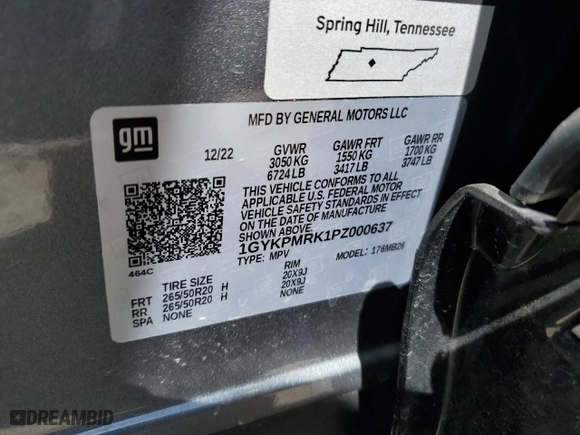 Spring Hill, Tennessee
gm
MFD BY GENERAL MOTORS LLC
12/22 GVWR GAWR FRT GAWR RR
3050 KG 1550 KG 1700 KG
6724 LB 3417 LB 3747 LB
THIS VEHICLE CONFORMS TO ALL
APPLICABLE U.S. FEDERAL MOTOR
VEHICLE SAFETY STANDARDS IN EFFECT
ON THE DATE OF MANUFACTURE
SHOWN ABOVE.
1GYKPMRK1PZ000637
TYPE: MPV MODEL: 176MB26
464C
TIRE SIZE RIM
FRT 265/50R20 H 20X9J
RR 265/50R20 H 20X9J
SPA NONE NONE
DREAMBID